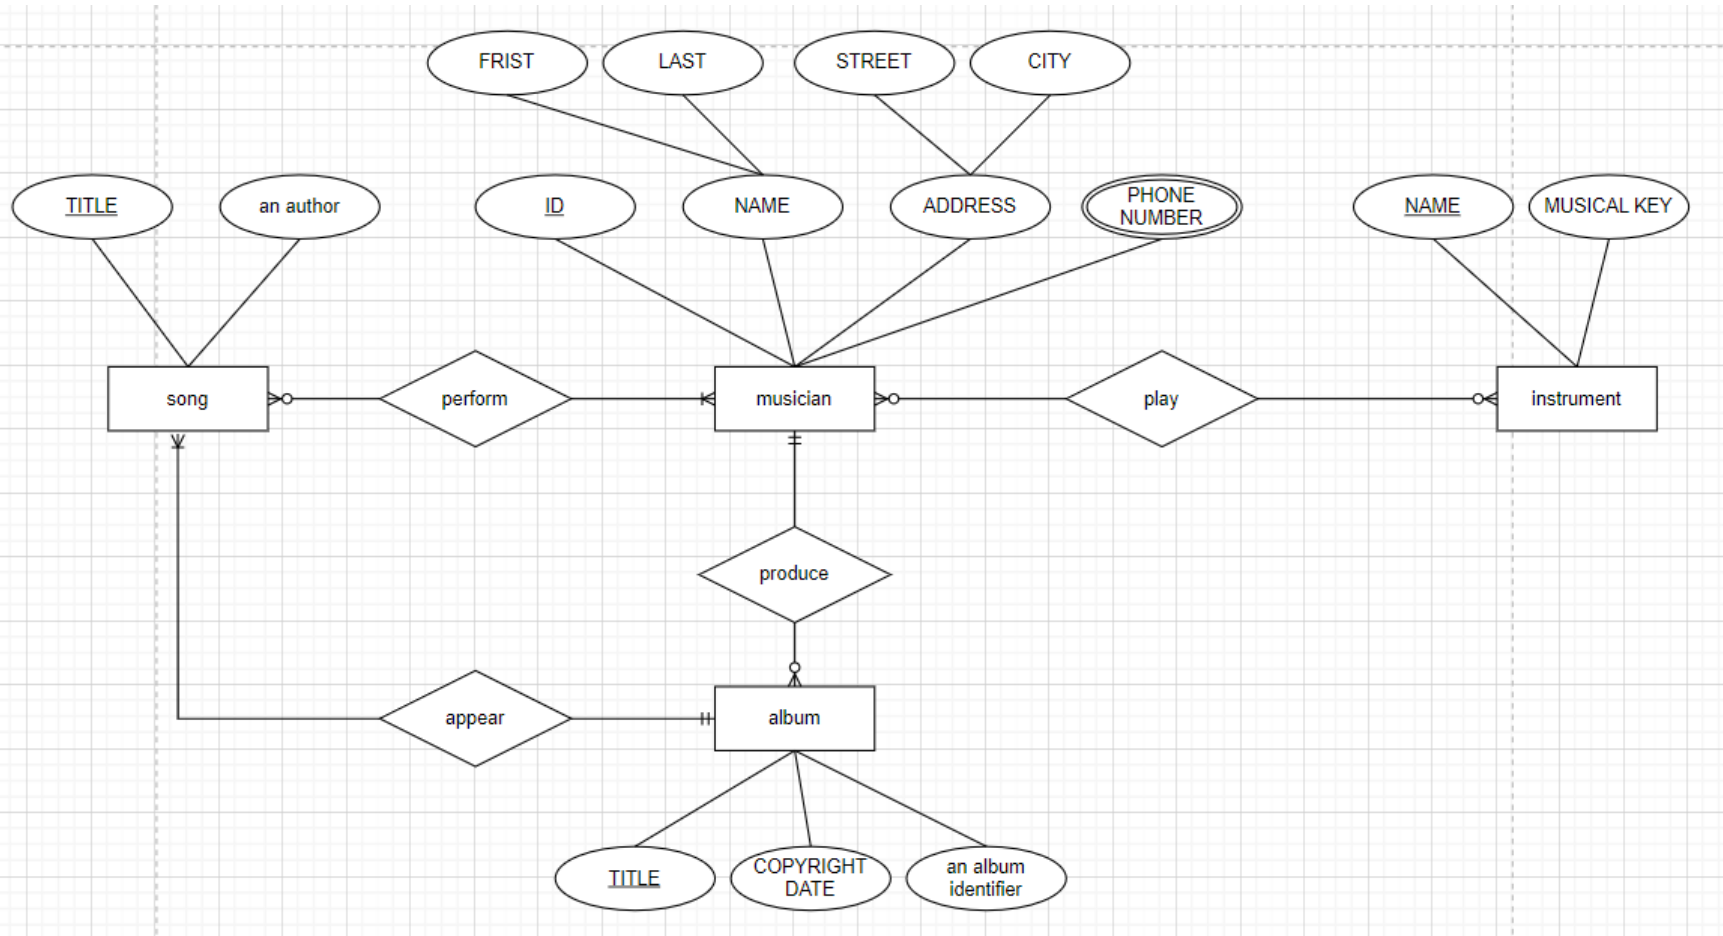 FRIST
LAST
STREET
CITY
TITLE
an author
ID
NAME
ADDRESS
PHONE
NUMBER
NAME
MUSICAL KEY
song
perform
musician
play
instrument
produce
appear
album
TITLE
COPYRIGHT
DATE
an album
identifier